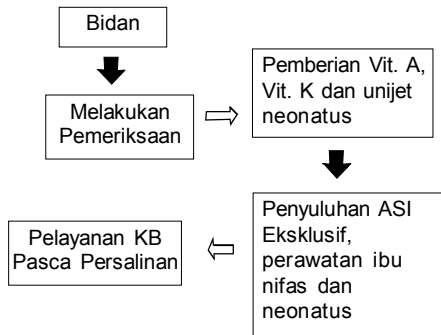 Bidan
Melakukan
Pemeriksaan
Pemberian Vit. A,
Vit. K dan unijet
neonatus
Penyuluhan ASI
Eksklusif,
perawatan ibu
nifas dan
neonatus
Pelayanan KB
Pasca Persalinan